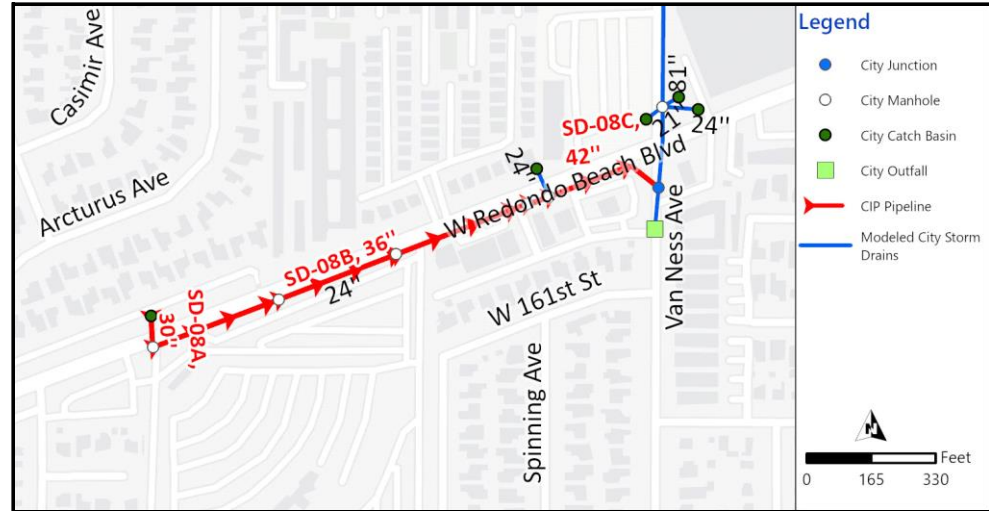 Casimir Ave
Arcturus Ave
SD-08A,
30''
SD-08B, 36''
24''
24''
SD-08C,
42''
W Redondo Beach Blvd
21''
81''
24''
W 161st St
Spinning Ave
Van Ness Ave
Legend
City Junction
City Manhole
City Catch Basin
City Outfall
CIP Pipeline
Modeled City Storm
Drains
N
Feet
0 165 330